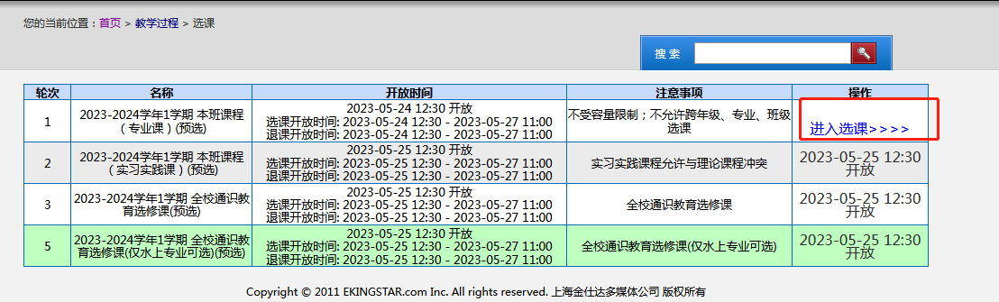 您的当前位置：首页 > 教学过程 > 选课
搜 索
轮次 名称 开放时间 注意事项 操作
1
2023-2024学年1学期 本班课程
（专业课）(预选)
2023-05-24 12:30 开放
选课开放时间: 2023-05-24 12:30 - 2023-05-27 11:00
退课开放时间: 2023-05-24 12:30 - 2023-05-27 11:00
不受容量限制；不允许跨年级、专业、班级
选课
进入选课>>>>
2
2023-2024学年1学期 本班课程
（实习实践课）(预选)
2023-05-25 12:30 开放
选课开放时间: 2023-05-25 12:30 - 2023-05-27 11:00
退课开放时间: 2023-05-25 12:30 - 2023-05-27 11:00
实习实践课程允许与理论课程冲突
2023-05-25 12:30
开放
3
2023-2024学年1学期 全校通识教
育选修课(预选)
2023-05-25 12:30 开放
选课开放时间: 2023-05-25 12:30 - 2023-05-27 11:00
退课开放时间: 2023-05-25 12:30 - 2023-05-27 11:00
全校通识教育选修课
2023-05-25 12:30
开放
5
2023-2024学年1学期 全校通识教
育选修课(仅水上专业可选)(预选)
2023-05-25 12:30 开放
选课开放时间: 2023-05-25 12:30 - 2023-05-27 11:00
退课开放时间: 2023-05-25 12:30 - 2023-05-27 11:00
全校通识教育选修课(仅水上专业可选)
2023-05-25 12:30
开放
Copyright © 2011 EKINGSTAR.com Inc. All rights reserved. 上海金仕达多媒体公司 版权所有